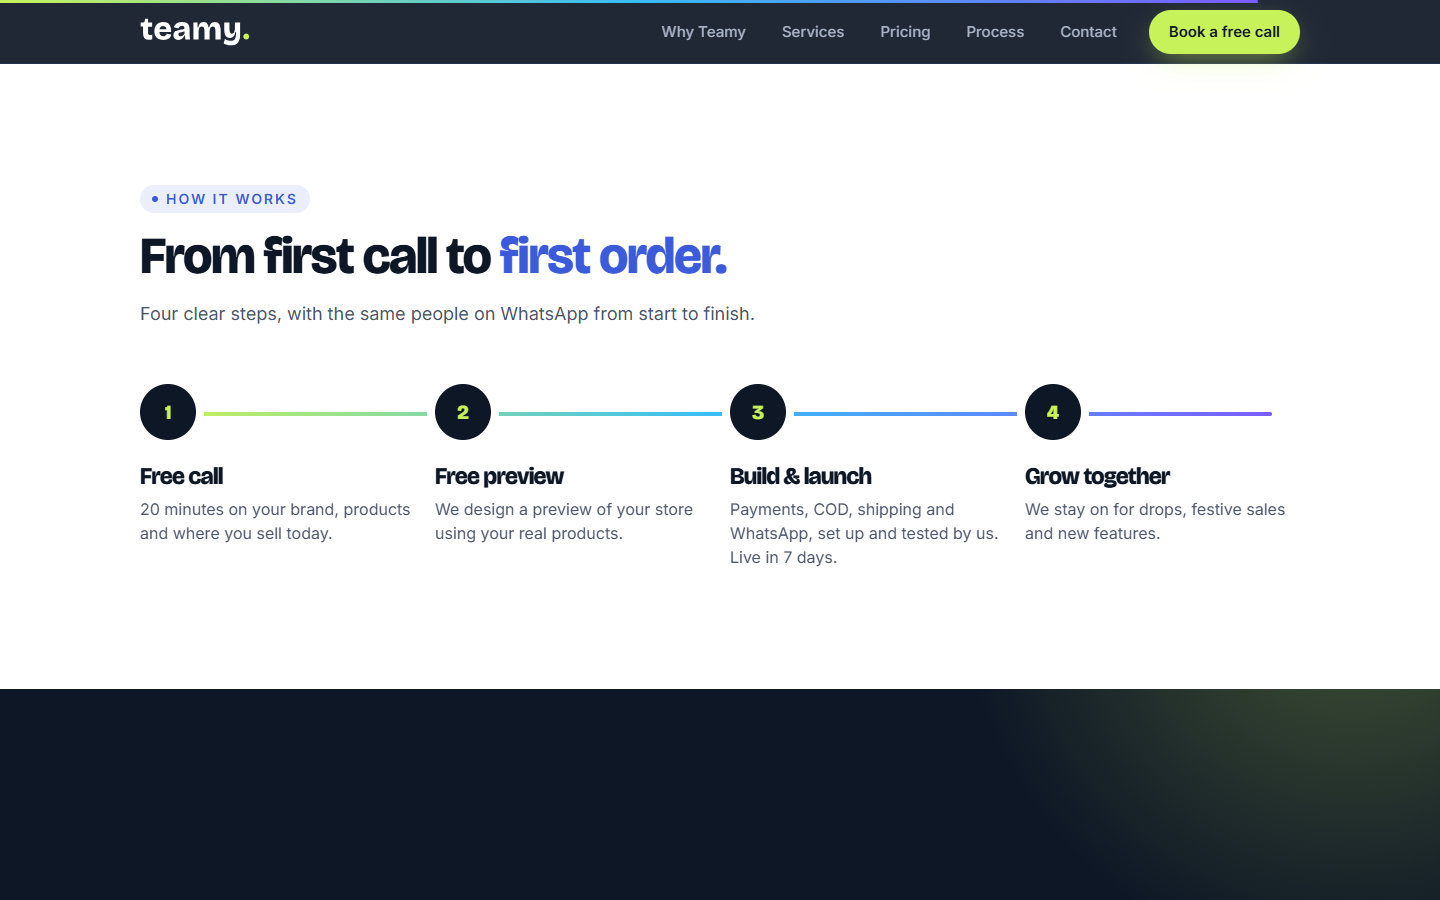 teamy.
Why Teamy
Services
Pricing
Process
Contact
Book a free call
HOW IT WORKS
From first call to first order.
Four clear steps, with the same people on WhatsApp from start to finish.
1
2
3
4
Free call
20 minutes on your brand, products
and where you sell today.
Free preview
We design a preview of your store
using your real products.
Build & launch
Payments, COD, shipping and
WhatsApp, set up and tested by us.
Live in 7 days.
Grow together
We stay on for drops, festive sales
and new features.